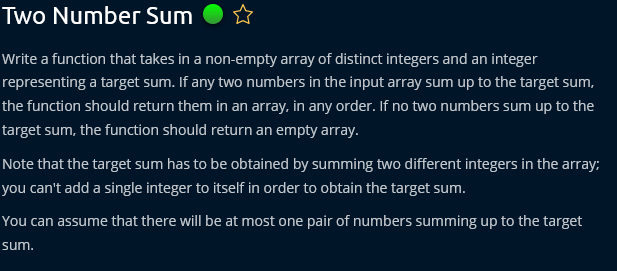 Two Number Sum
Write a function that takes in a non-empty array of distinct integers and an integer
representing a target sum. If any two numbers in the input array sum up to the target sum,
the function should return them in an array, in any order. If no two numbers sum up to the
target sum, the function should return an empty array.
Note that the target sum has to be obtained by summing two different integers in the array;
you can't add a single integer to itself in order to obtain the target sum.
You can assume that there will be at most one pair of numbers summing up to the target
sum.